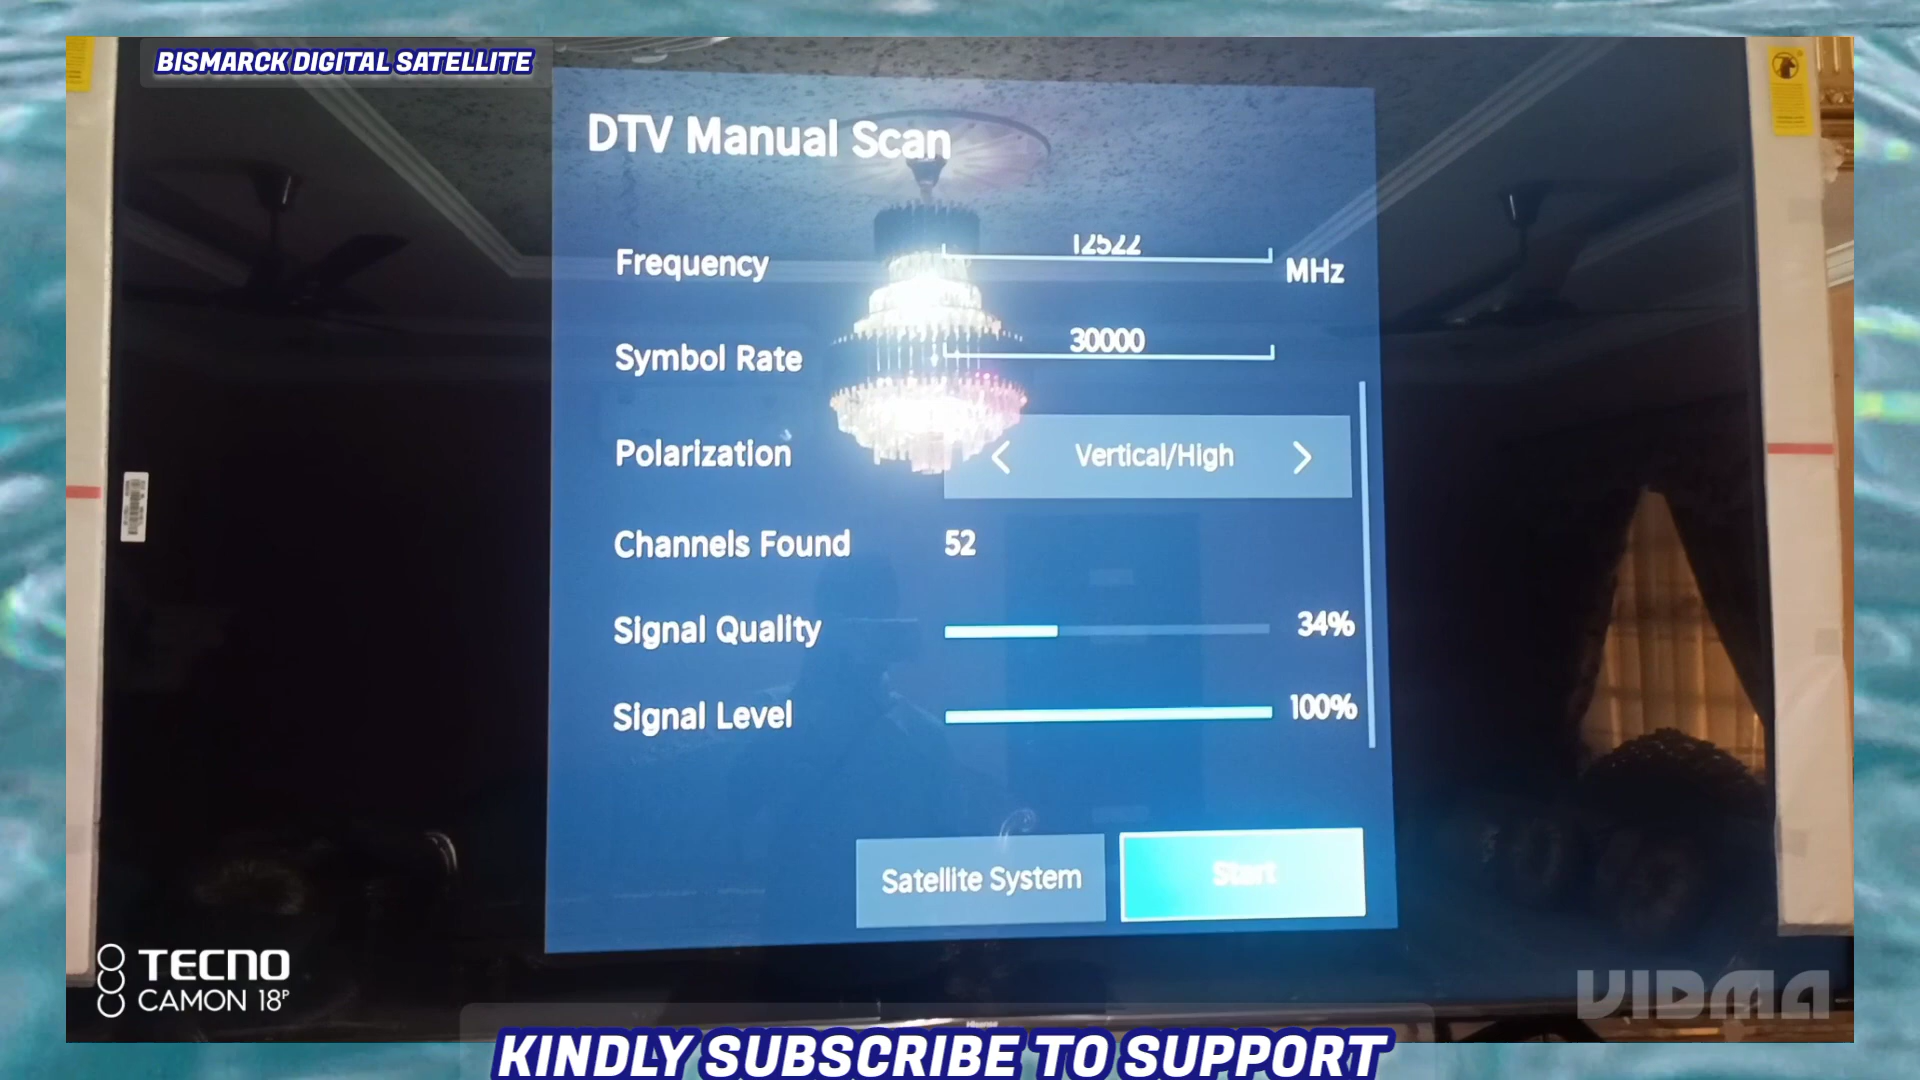 BISMARCK DIGITAL SATELLITE
DTV Manual Scan
Frequency 12522 MHz
Symbol Rate 30000
Polarization < Vertical/High >
Channels Found 52
Signal Quality 34%
Signal Level 100%
Satellite System Start
TECNO
CAMON 18P
VIDMA
Hisense
KINDLY SUBSCRIBE TO SUPPORT